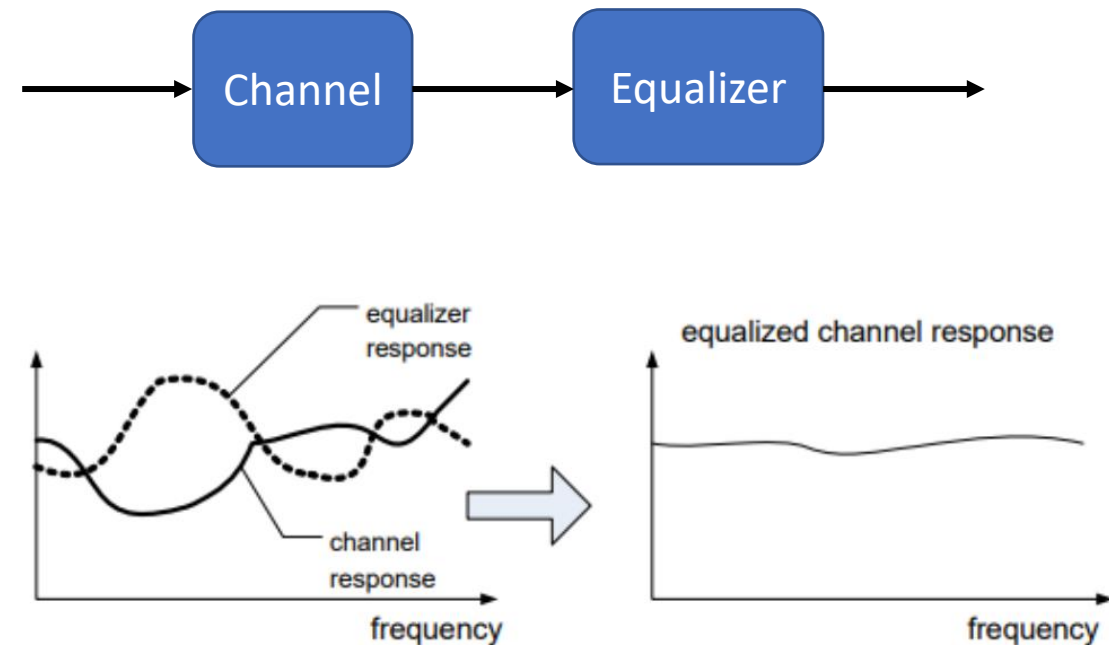 Channel
Equalizer
equalizer
response
channel
response
frequency
equalized channel response
frequency